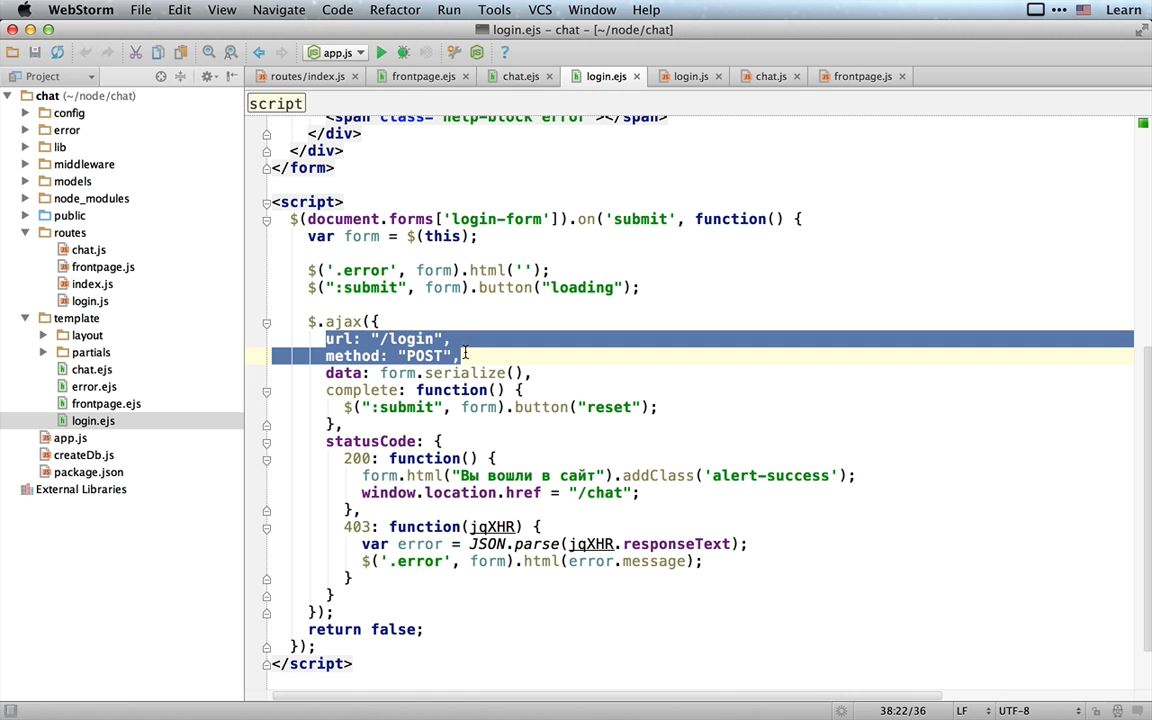 WebStorm File Edit View Navigate Code Refactor Run Tools VCS Window Help Learn
login.ejs – chat – [~/node/chat]
app.js
Project
routes/index.js frontpage.ejs chat.ejs login.ejs login.js chat.js frontpage.js
chat (~/node/chat)
config
error
lib
middleware
models
node_modules
public
routes
chat.js
frontpage.js
index.js
login.js
template
layout
partials
chat.ejs
error.ejs
frontpage.ejs
login.ejs
app.js
createDb.js
package.json
External Libraries
script
<span class="help-block error"></span>
</div>
</div>
</form>
<script>
$(document.forms['login-form']).on('submit', function() {
var form = $(this);
$('.error', form).html('');
$(":submit", form).button("loading");
$.ajax({
url: "/login",
method: "POST",
data: form.serialize(),
complete: function() {
$(":submit", form).button("reset");
},
statusCode: {
200: function() {
form.html("Вы вошли в сайт").addClass('alert-success');
window.location.href = "/chat";
},
403: function(jqXHR) {
var error = JSON.parse(jqXHR.responseText);
$('.error', form).html(error.message);
}
}
});
return false;
});
</script>
38:22/36 LF UTF-8